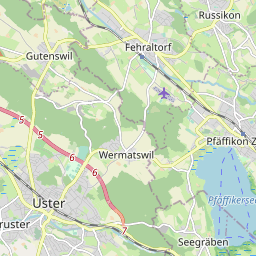 Russikon
Fehraltorf
Gutenswil
5
5
Pfäffikon Z
6
Wermatswil
6
Pfäffikersee
Uster
ruster
7
Seegräben